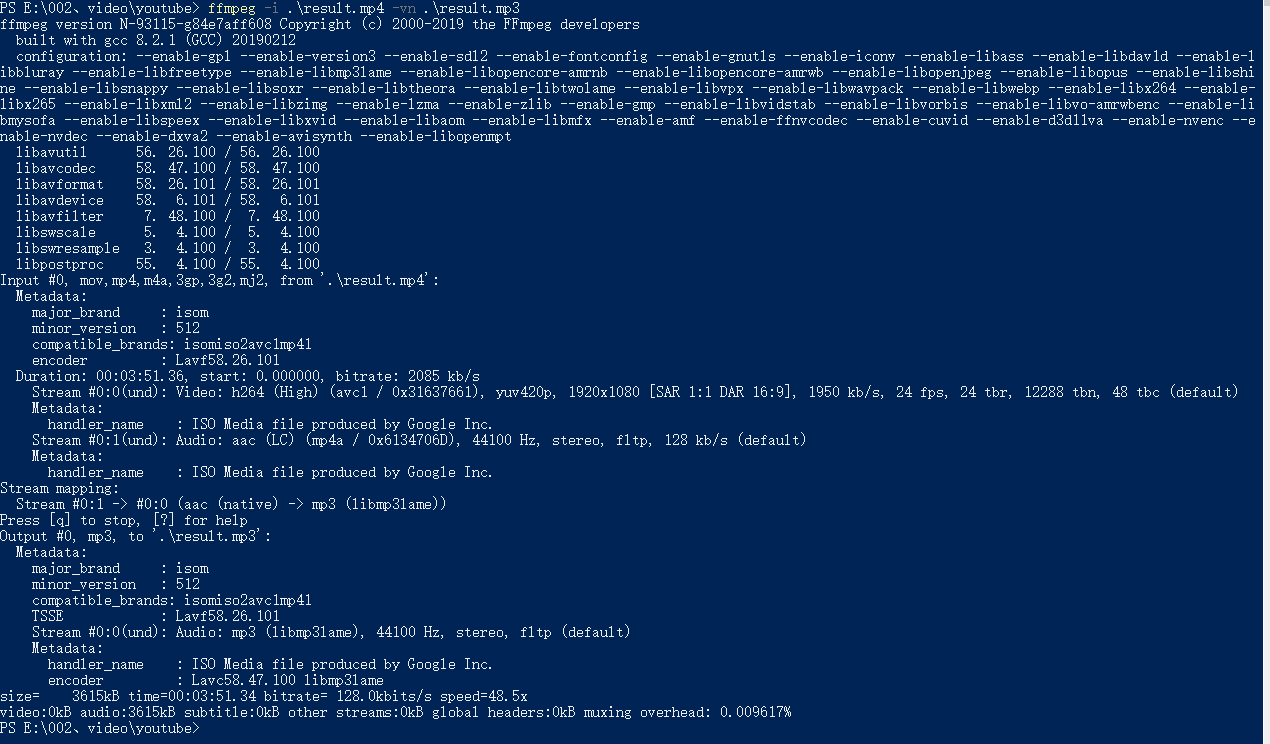 PS E:\002、video\youtube> ffmpeg -i .\result.mp4 -vn .\result.mp3
ffmpeg version N-93115-g84e7aff608 Copyright (c) 2000-2019 the FFmpeg developers
  built with gcc 8.2.1 (GCC) 20190212
  configuration: --enable-gpl --enable-version3 --enable-sdl2 --enable-fontconfig --enable-gnutls --enable-iconv --enable-libass --enable-libdav1d --enable-l
ibbluray --enable-libfreetype --enable-libmp3lame --enable-libopencore-amrnb --enable-libopencore-amrwb --enable-libopenjpeg --enable-libopus --enable-libshi
ne --enable-libsnappy --enable-libsoxr --enable-libtheora --enable-libtwolame --enable-libvpx --enable-libwavpack --enable-libwebp --enable-libx264 --enable-
libx265 --enable-libxml2 --enable-libzimg --enable-lzma --enable-zlib --enable-gmp --enable-libvidstab --enable-libvorbis --enable-libvo-amrwbenc --enable-li
bmysofa --enable-libspeex --enable-libxvid --enable-libaom --enable-libmfx --enable-amf --enable-ffnvcodec --enable-cuvid --enable-d3d11va --enable-nvenc --e
nable-nvdec --enable-dxva2 --enable-avisynth --enable-libopenmpt
  libavutil      56. 26.100 / 56. 26.100
  libavcodec     58. 47.100 / 58. 47.100
  libavformat    58. 26.101 / 58. 26.101
  libavdevice    58.  6.101 / 58.  6.101
  libavfilter     7. 48.100 /  7. 48.100
  libswscale      5.  4.100 /  5.  4.100
  libswresample   3.  4.100 /  3.  4.100
  libpostproc    55.  4.100 / 55.  4.100
Input #0, mov,mp4,m4a,3gp,3g2,mj2, from '.\result.mp4':
  Metadata:
    major_brand     : isom
    minor_version   : 512
    compatible_brands: isomiso2avc1mp41
    encoder         : Lavf58.26.101
  Duration: 00:03:51.36, start: 0.000000, bitrate: 2085 kb/s
    Stream #0:0(und): Video: h264 (High) (avc1 / 0x31637661), yuv420p, 1920x1080 [SAR 1:1 DAR 16:9], 1950 kb/s, 24 fps, 24 tbr, 12288 tbn, 48 tbc (default)
    Metadata:
      handler_name    : ISO Media file produced by Google Inc.
    Stream #0:1(und): Audio: aac (LC) (mp4a / 0x6134706D), 44100 Hz, stereo, fltp, 128 kb/s (default)
    Metadata:
      handler_name    : ISO Media file produced by Google Inc.
Stream mapping:
  Stream #0:1 -> #0:0 (aac (native) -> mp3 (libmp3lame))
Press [q] to stop, [?] for help
Output #0, mp3, to '.\result.mp3':
  Metadata:
    major_brand     : isom
    minor_version   : 512
    compatible_brands: isomiso2avc1mp41
    TSSE            : Lavf58.26.101
    Stream #0:0(und): Audio: mp3 (libmp3lame), 44100 Hz, stereo, fltp (default)
    Metadata:
      handler_name    : ISO Media file produced by Google Inc.
      encoder         : Lavc58.47.100 libmp3lame
size=    3615kB time=00:03:51.34 bitrate= 128.0kbits/s speed=48.5x
video:0kB audio:3615kB subtitle:0kB other streams:0kB global headers:0kB muxing overhead: 0.009617%
PS E:\002、video\youtube>